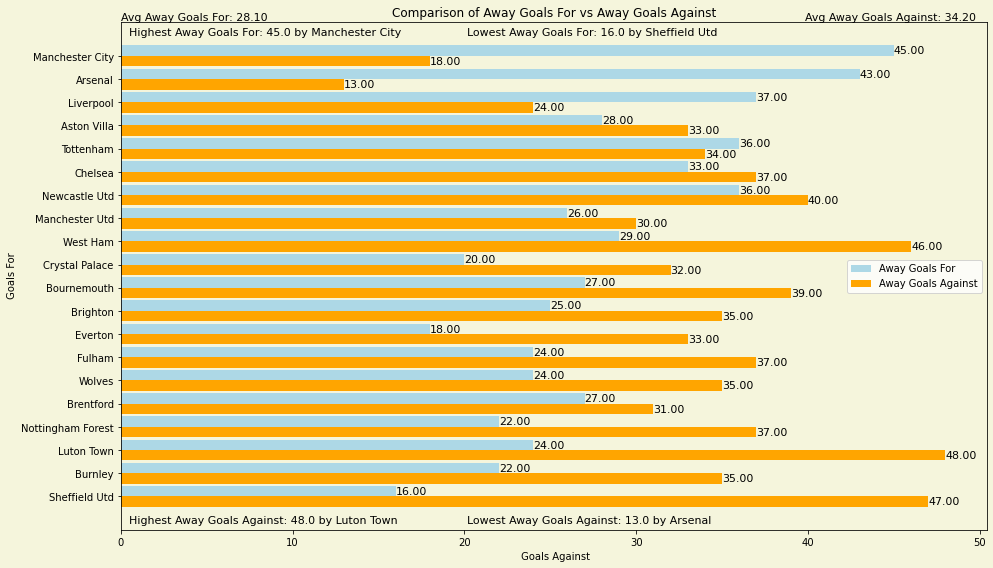 Comparison of Away Goals For vs Away Goals Against
Avg Away Goals For: 28.10
Avg Away Goals Against: 34.20
Highest Away Goals For: 45.0 by Manchester City
Lowest Away Goals For: 16.0 by Sheffield Utd
Manchester City
45.00
18.00
Arsenal
43.00
13.00
Liverpool
37.00
24.00
Aston Villa
28.00
33.00
Tottenham
36.00
34.00
Chelsea
33.00
37.00
Newcastle Utd
36.00
40.00
Manchester Utd
26.00
30.00
West Ham
29.00
46.00
Crystal Palace
20.00
32.00
Bournemouth
27.00
39.00
Brighton
25.00
35.00
Everton
18.00
33.00
Fulham
24.00
37.00
Wolves
24.00
35.00
Brentford
27.00
31.00
Nottingham Forest
22.00
37.00
Luton Town
24.00
48.00
Burnley
22.00
35.00
Sheffield Utd
16.00
47.00
Goals For
Away Goals For
Away Goals Against
Highest Away Goals Against: 48.0 by Luton Town
Lowest Away Goals Against: 13.0 by Arsenal
0 10 20 30 40 50
Goals Against